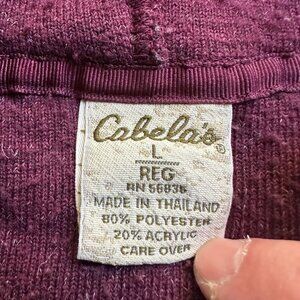 Cabela's®
L
REG
RN 56835
MADE IN THAILAND
80% POLYESTER
20% ACRYLIC
CARE OVER